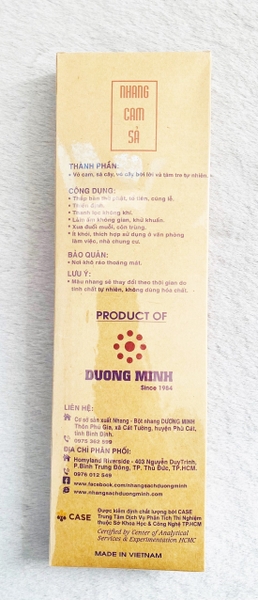 NHANG
CAM
SẢ
THÀNH PHẦN:
• Vỏ cam, sả cây, vỏ cây bời lời và tăm tre tự nhiên.
CÔNG DỤNG:
• Thắp bàn thờ phật, tổ tiên, cúng lễ.
• Thiền định.
• Thanh lọc không khí.
• Làm ấm không gian, khử khuẩn.
• Xua đuổi muỗi, côn trùng.
• Ít khói, thích hợp sử dụng ở văn phòng
làm việc, nhà chung cư.
BẢO QUẢN:
• Nơi khô ráo thoáng mát.
LƯU Ý:
• Màu nhang sẽ thay đổi theo thời gian do
tính chất tự nhiên, không dùng hóa chất.
PRODUCT OF
DUONG MINH
Since 1964
LIÊN HỆ:
Cơ sở sản xuất Nhang - Bột nhang DƯƠNG MINH
Thôn Phú Gia, xã Cát Tường, huyện Phù Cát,
tỉnh Bình Định.
0975 362 599
ĐỊA CHỈ PHÂN PHỐI:
Homyland Riverside - 403 Nguyễn Duy Trinh,
P.Bình Trưng Đông, TP. Thủ Đức, TP.HCM.
0976 012 549
www.facebook.com/nhangsachduongminh
www.nhangsachduongminh.com
CASE
Được kiểm định chất lượng bởi CASE
Trung Tâm Dịch Vụ Phân Tích Thí Nghiệm
thuộc Sở Khoa Học & Công Nghệ TP.HCM
Certified by Center of Analytical
Services & Experimentation HCMC
MADE IN VIETNAM